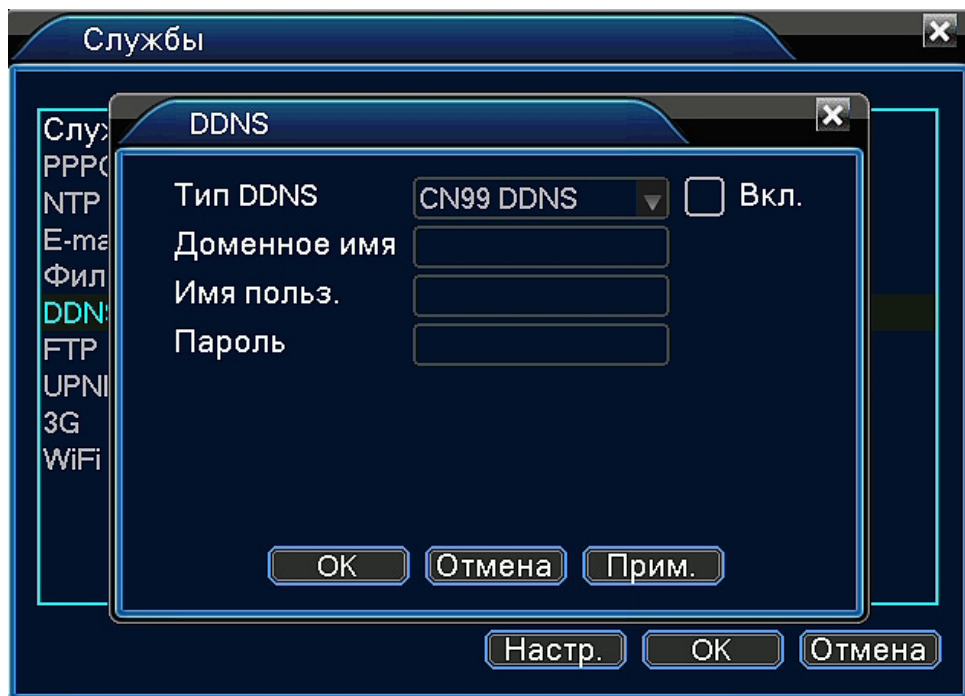 Службы
DDNS
Тип DDNS CN99 DDNS Вкл.
Доменное имя
Имя польз.
Пароль
OK Отмена Прим.
NTP
DDN
FTP
3G
WiFi
Настр. OK Отмена